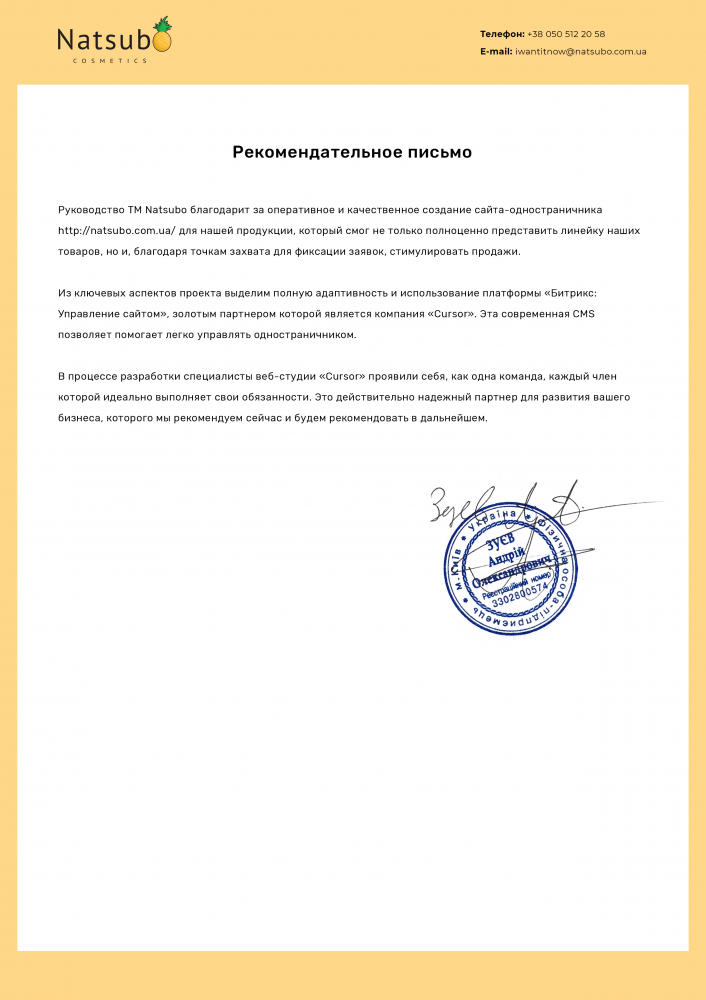 Natsubo
COSMETICS
Телефон: +38 050 512 20 58
E-mail: iwantitnow@natsubo.com.ua
Рекомендательное письмо
Руководство ТМ Natsubo благодарит за оперативное и качественное создание сайта-одностраничника
http://natsubo.com.ua/ для нашей продукции, который смог не только полноценно представить линейку наших
товаров, но и, благодаря точкам захвата для фиксации заявок, стимулировать продажи.
Из ключевых аспектов проекта выделим полную адаптивность и использование платформы «Битрикс:
Управление сайтом», золотым партнером которой является компания «Cursor». Эта современная CMS
позволяет помогает легко управлять одностраничником.
В процессе разработки специалисты веб-студии «Cursor» проявили себя, как одна команда, каждый член
которой идеально выполняет свои обязанности. Это действительно надежный партнер для развития вашего
бизнеса, которого мы рекомендуем сейчас и будем рекомендовать в дальнейшем.
м.Київ * Україна * Фізична особа-підприємець *
ЗУЄВ
Андрій
Олександрович
Реєстраційний номер
3302800574